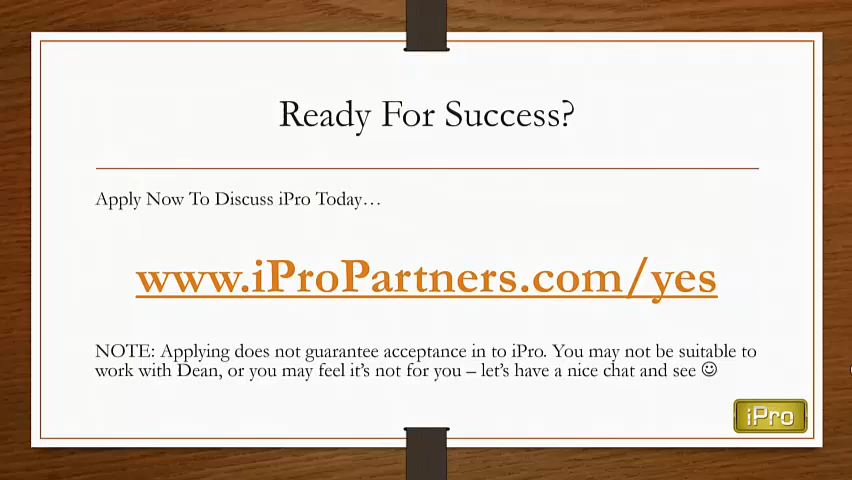 Ready For Success?
Apply Now To Discuss iPro Today…
www.iProPartners.com/yes
NOTE: Applying does not guarantee acceptance in to iPro. You may not be suitable to
work with Dean, or you may feel it’s not for you – let’s have a nice chat and see ☺
iPro